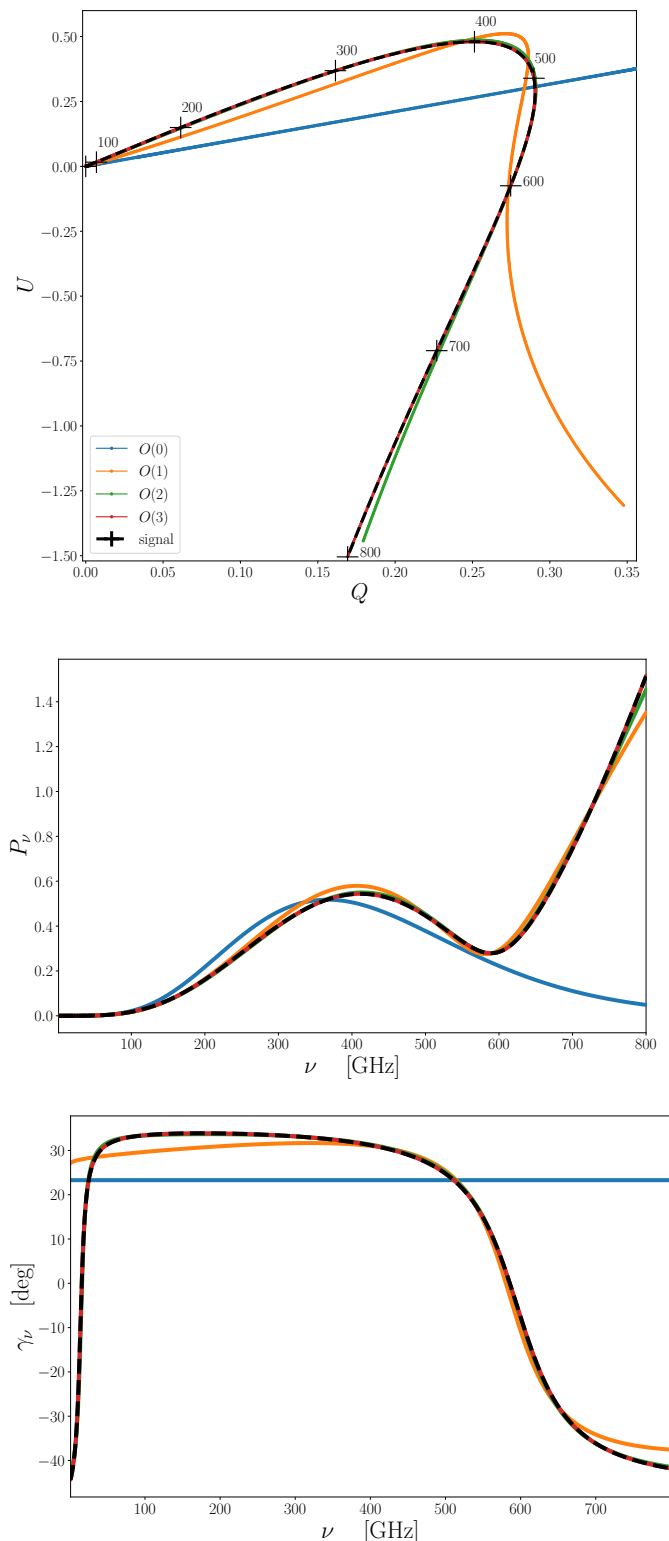 0.50
0.25
0.00
−0.25
−0.50
−0.75
−1.00
−1.25
−1.50
U
100
200
300
400
500
600
700
800
O(0)
O(1)
O(2)
O(3)
signal
0.00 0.05 0.10 0.15 0.20 0.25 0.30 0.35
Q
1.4
1.2
1.0
0.8
0.6
0.4
0.2
0.0
P_ν
100 200 300 400 500 600 700 800
ν [GHz]
30
20
10
0
−10
−20
−30
−40
γ_ν [deg]
100 200 300 400 500 600 700
ν [GHz]